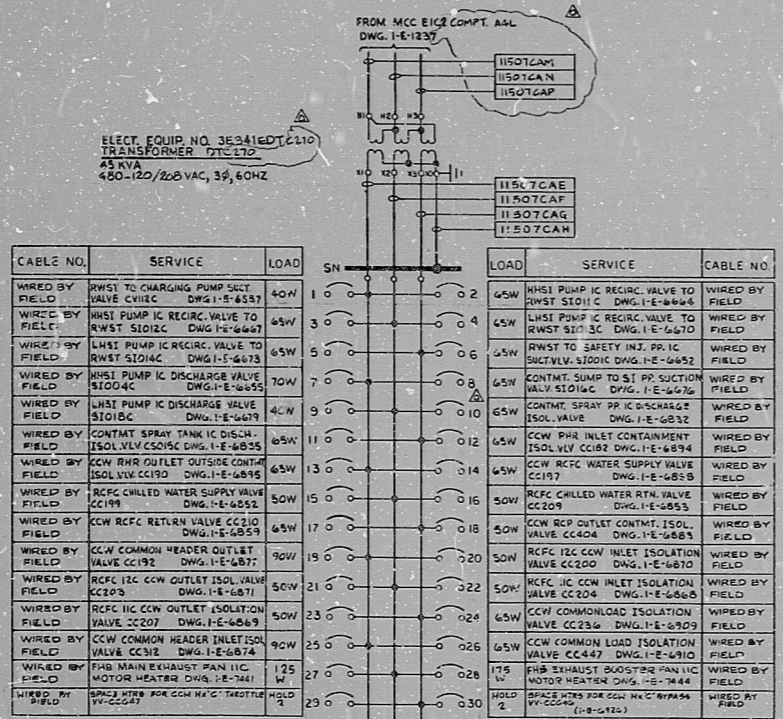 FROM MCC E1C2 COMPT. A4L
DWG. 1-E-1237
11507CAM
11507CAN
11507CAP
H1 H2 H3
ELECT. EQUIP. NO. 3E341EDTC210
TRANSFORMER DTC270
45 KVA
480-120/208 VAC, 3Ø, 60HZ
X1 X2 X3 X0
11507CAE
11507CAF
11507CAG
11507CAH
CABLE NO. SERVICE LOAD SN LOAD SERVICE CABLE NO.
WIRED BY RWST TO CHARGING PUMP SUCT. 40W 1 2 65W HHSI PUMP 1C RECIRC. VALVE TO WIRED BY
FIELD VALVE CV112C DWG 1-E-6537 RWST SI011C DWG. 1-E-6664 FIELD
WIRED BY HHSI PUMP 1C RECIRC. VALVE TO 65W 3 4 65W LHSI PUMP 1C RECIRC. VALVE TO WIRED BY
FIELD RWST SI012C DWG. 1-E-6667 RWST SI013C DWG. 1-E-6670 FIELD
WIRED BY LHSI PUMP 1C RECIRC. VALVE TO 65W 5 6 65W RWST TO SAFETY INJ. PP. 1C WIRED BY
FIELD RWST SI014C DWG 1-E-6673 SUCT. VLV. SI001C DWG. 1-E-6652 FIELD
WIRED BY HHSI PUMP 1C DISCHARGE VALVE 70W 7 8 65W CONTMT. SUMP TO SI PP. SUCTION WIRED BY
FIELD SI004C DWG. 1-E-6655 VALV. SI016C DWG. 1-E-6676 FIELD
WIRED BY LHSI PUMP 1C DISCHARGE VALVE 40W 9 10 65W CONTMT. SPRAY PP. 1C DISCHARGE WIRED BY
FIELD SI018C DWG. 1-E-6679 ISOL. VALVE DWG. 1-E-6832 FIELD
WIRED BY CONTMT SPRAY TANK 1C DISCH. 65W 11 12 65W CCW RHR INLET CONTAINMENT WIRED BY
FIELD ISOL. VLV CS015C DWG. 1-E-6835 ISOL. VLV CC182 DWG. 1-E-6894 FIELD
WIRED BY CCW RHR OUTLET OUTSIDE CONTMT 65W 13 14 65W CCW RCFC WATER SUPPLY VALVE WIRED BY
FIELD ISOL. VLV. CC190 DWG. 1-E-6895 CC197 DWG. 1-E-6858 FIELD
WIRED BY RCFC CHILLED WATER SUPPLY VALVE 50W 15 16 50W RCFC CHILLED WATER RTN. VALVE WIRED BY
FIELD CC199 DWG. 1-E-6852 CC209 DWG. 1-E-6853 FIELD
WIRED BY CCW RCFC RETURN VALVE CC210 65W 17 18 50W CCW RCP OUTLET CONTMT. ISOL. WIRED BY
FIELD DWG. 1-E-6859 VALVE CC404 DWG. 1-E-6883 FIELD
WIRED BY CCW COMMON HEADER OUTLET 90W 19 20 50W RCFC 12C CCW INLET ISOLATION WIRED BY
FIELD VALVE CC192 DWG. VALVE CC200 DWG. 1-E-6870 FIELD
WIRED BY RCFC 12C CCW OUTLET ISOL. VALVE 50W 21 22 50W RCFC 11C CCW INLET ISOLATION WIRED BY
FIELD CC203 DWG. 1-E-6871 VALVE CC204 DWG. 1-E-6868 FIELD
WIRED BY RCFC 11C CCW OUTLET ISOLATION 50W 23 24 65W CCW COMMON LOAD ISOLATION WIRED BY
FIELD VALVE CC207 DWG. 1-E-6869 VALVE CC236 DWG. 1-E-6909 FIELD
WIRED BY CCW COMMON HEADER INLET ISOL 90W 25 26 65W CCW COMMON LOAD ISOLATION WIRED BY
FIELD VALVE CC312 DWG. 1-E-6874 VALVE CC447 DWG. 1-E-6910 FIELD
WIRED BY FHB MAIN EXHAUST FAN 11C 125 W 27 28 175 W FHB EXHAUST BOOSTER FAN 11C WIRED BY
FIELD MOTOR HEATER DWG. 1-E-7441 MOTOR HEATER DWG. 1-E-7444 FIELD
WIRED BY SPACE HTRS FOR CCW HX'C' THROTTLE HOLD 2 29 30 HOLD 2 SPACE HTRS FOR CCW HX'C' BYPASS WIRED BY
FIELD VV-CC647 VV-CC646 FIELD